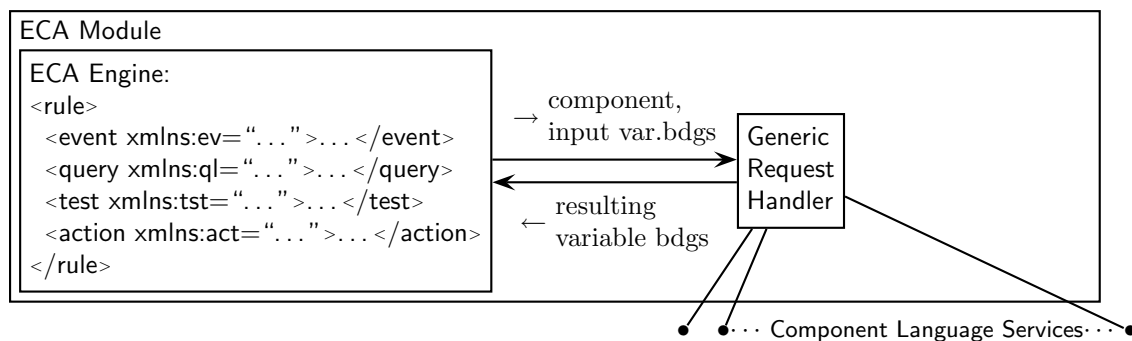 ECA Module
ECA Engine:
<rule>
<event xmlns:ev=“...”>...</event>
<query xmlns:ql=“...”>...</query>
<test xmlns:tst=“...”>...</test>
<action xmlns:act=“...”>...</action>
</rule>
→ component,
input var.bdgs
← resulting
variable bdgs
Generic
Request
Handler
··· Component Language Services···